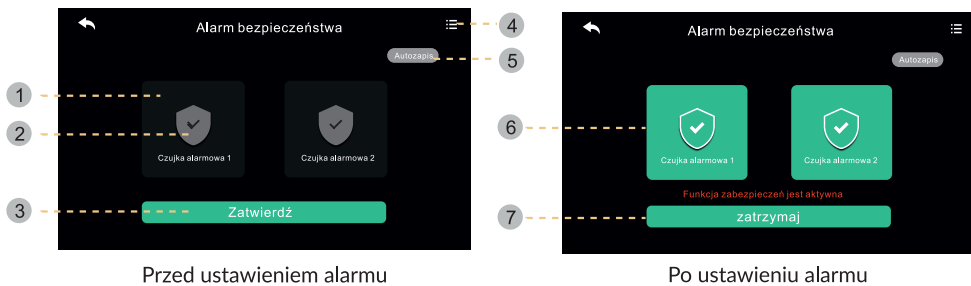 Alarm bezpieczeństwa
4
Autozapis
5
1
2
Czujka alarmowa 1
Czujka alarmowa 2
3
Zatwierdź
Przed ustawieniem alarmu
Alarm bezpieczeństwa
Autozapis
6
Czujka alarmowa 1
Czujka alarmowa 2
Funkcja zabezpieczeń jest aktywna.
7
zatrzymaj
Po ustawieniu alarmu